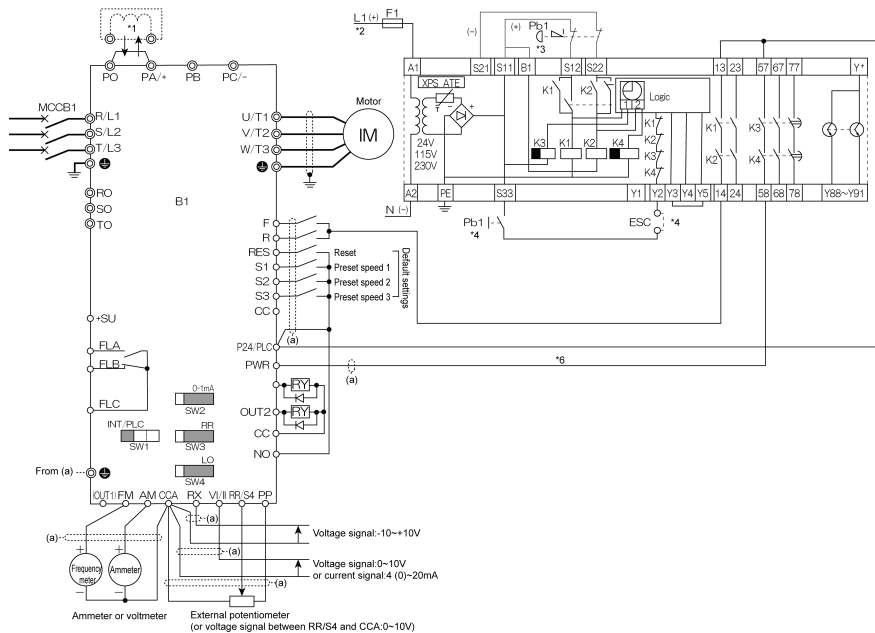 L1 (+) F1
*2
*1
(-) (+) Pb1
*3
PO PA/+ PB PC/-
A1 S21 S11 B1 S12 S22 13 23 57 67 77 Y+
XPS ATE
K1 K2 1 2 Logic
T
+
-
24V
115V
230V
K3 K1 K2 K4
K1
K2
K3
K4
K1 K3
K2 K4
A2 PE S33 Y1 Y2 Y3 Y4 Y5 14 24 58 68 78 Y88~Y91
N (-)
Pb1
*4
ESC *4
MCCB1
R/L1
S/L2
T/L3
RO
SO
TO
B1
U/T1
V/T2
W/T3
Motor
IM
F
R
RES Reset
S1 Preset speed 1
S2 Preset speed 2
S3 Preset speed 3
Default settings
CC
(a)
+SU
P24/PLC
PWR *6
(a)
FLA
FLB
FLC
RY
OUT2 RY
CC
NO
0-1mA
SW2
INT/PLC
SW1
RR
SW3
LO
SW4
From (a)
(OUT1) FM AM CCA RX VI/II RR/S4 PP
(a)
(a)
Voltage signal:-10~+10V
(a)
Voltage signal:0~10V
or current signal:4 (0)~20mA
(a)
+ +
Frequency
meter
Ammeter
- -
Ammeter or voltmeter
External potentiometer
(or voltage signal between RR/S4 and CCA:0~10V)